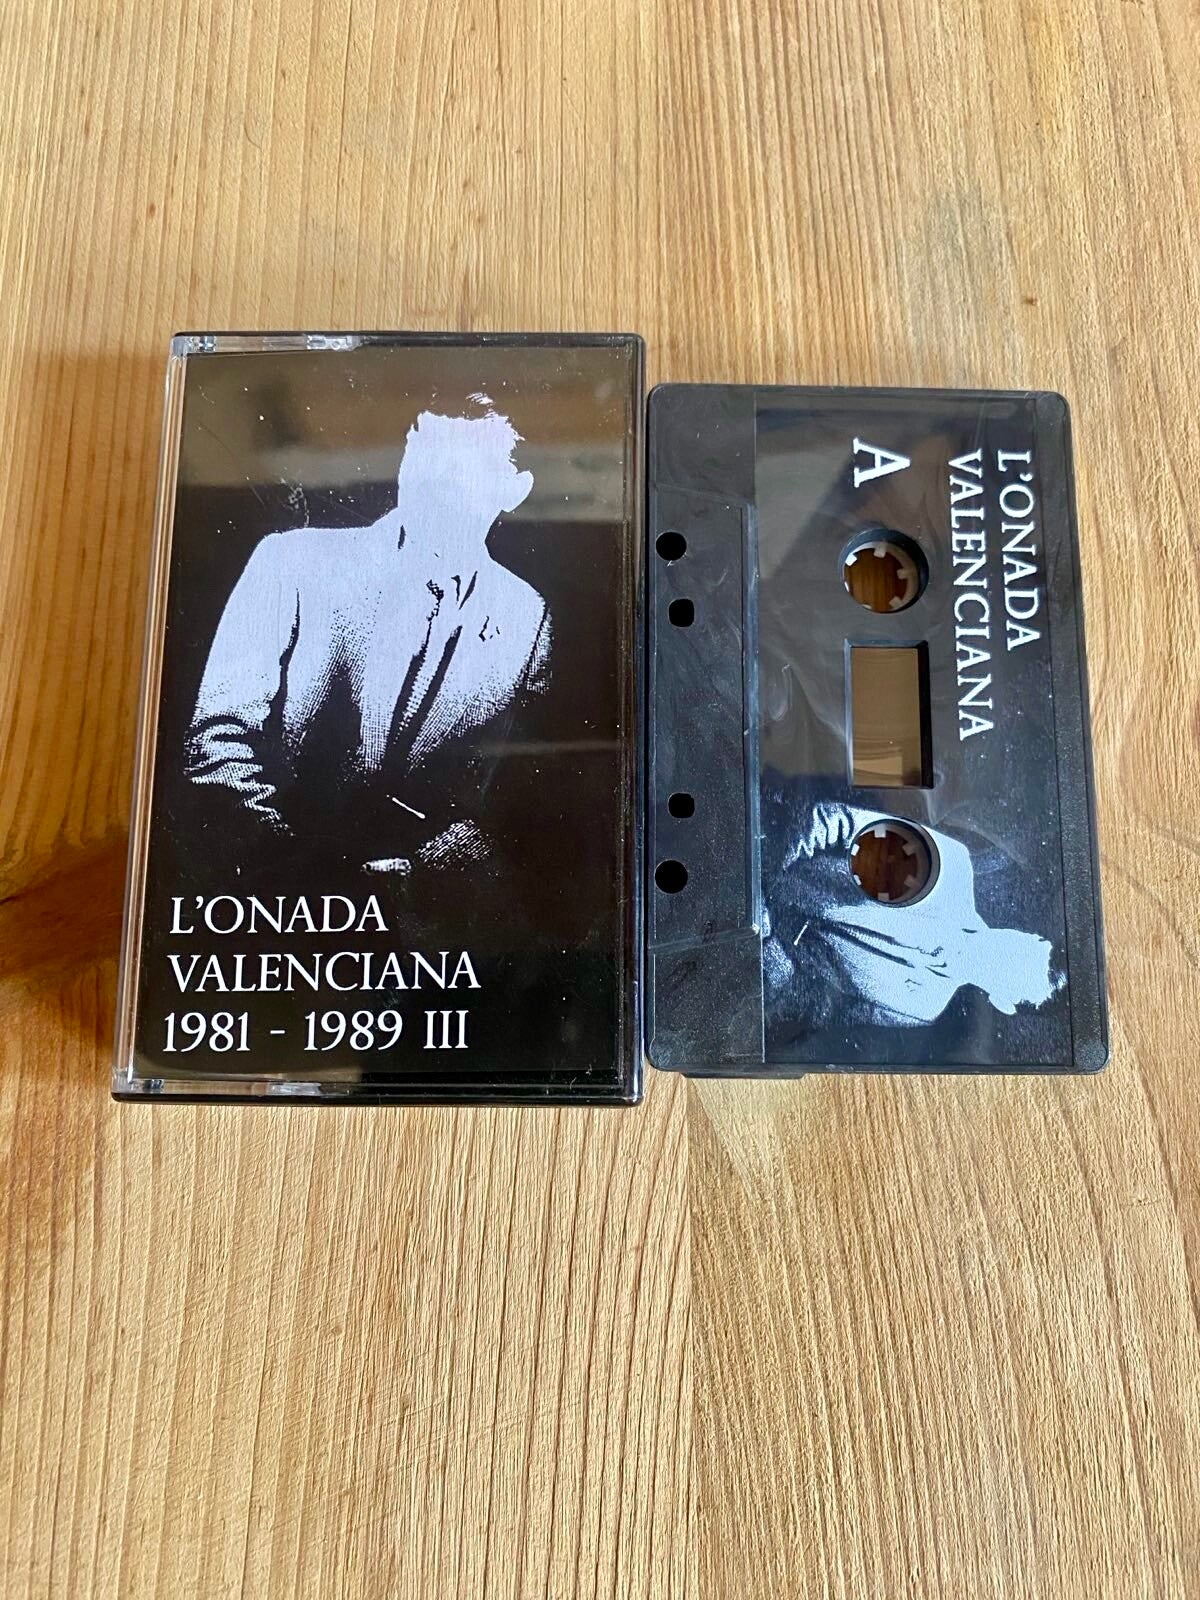 L'ONADA
VALENCIANA
1981 - 1989 III
L'ONADA
VALENCIANA
A